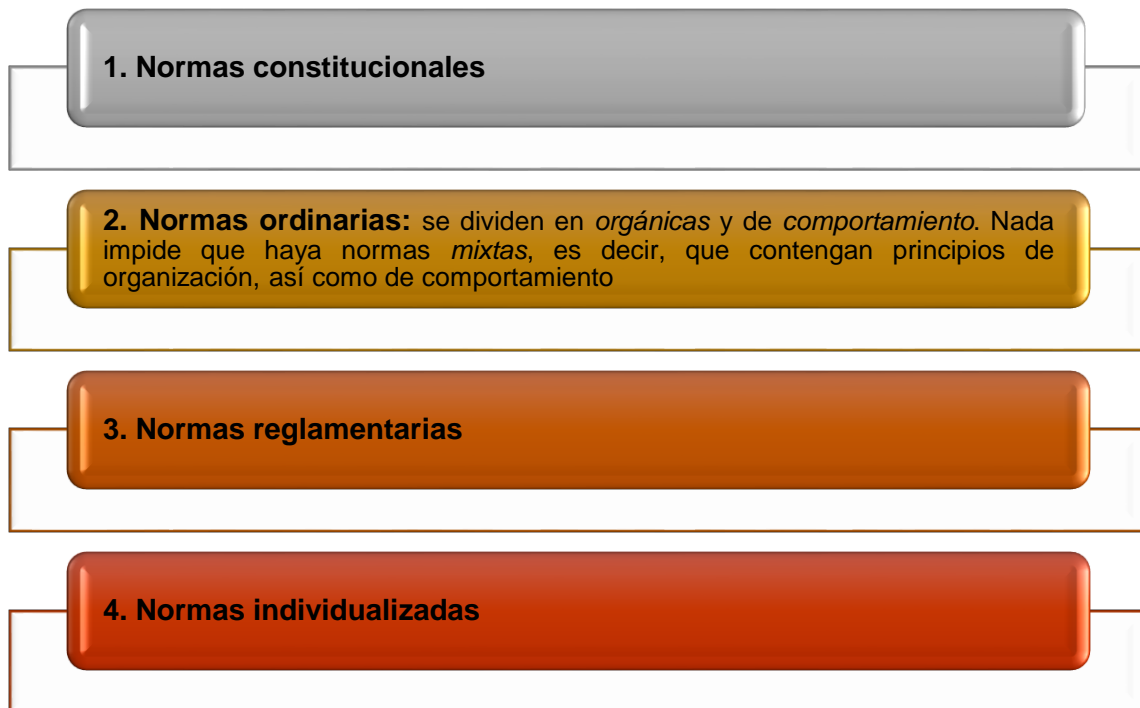 1. Normas constitucionales
2. Normas ordinarias: se dividen en orgánicas y de comportamiento. Nada
impide que haya normas mixtas, es decir, que contengan principios de
organización, así como de comportamiento
3. Normas reglamentarias
4. Normas individualizadas